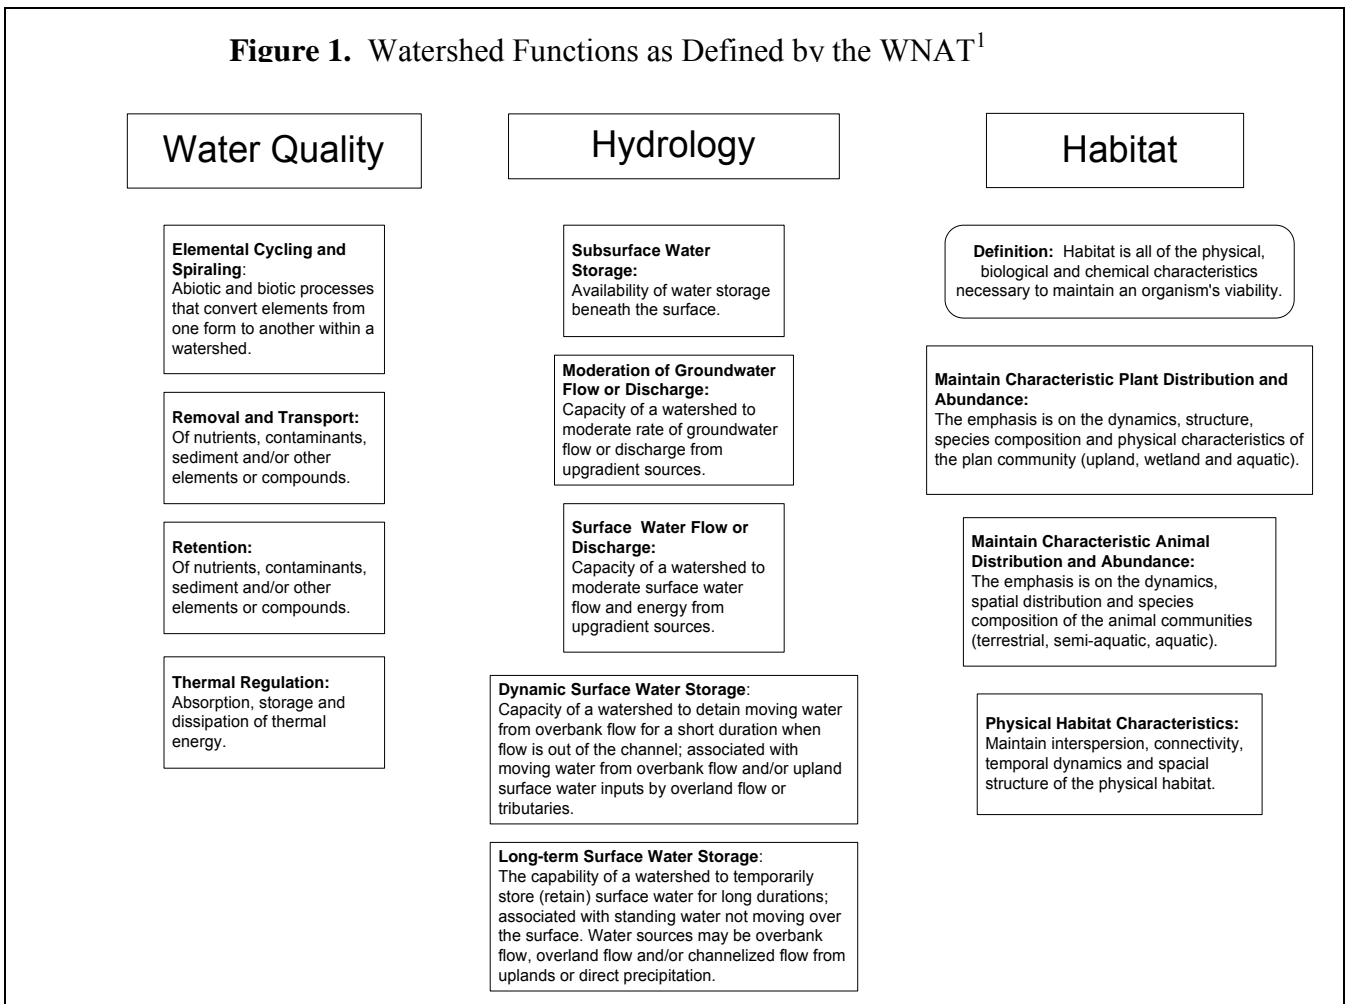 Figure 1. Watershed Functions as Defined by the WNAT1
Water Quality
Elemental Cycling and
Spiraling:
Abiotic and biotic processes
that convert elements from
one form to another within a
watershed.
Removal and Transport:
Of nutrients, contaminants,
sediment and/or other
elements or compounds.
Retention:
Of nutrients, contaminants,
sediment and/or other
elements or compounds.
Thermal Regulation:
Absorption, storage and
dissipation of thermal
energy.
Hydrology
Subsurface Water
Storage:
Availability of water storage
beneath the surface.
Moderation of Groundwater
Flow or Discharge:
Capacity of a watershed to
moderate rate of groundwater
flow or discharge from
upgradient sources.
Surface Water Flow or
Discharge:
Capacity of a watershed to
moderate surface water
flow and energy from
upgradient sources.
Dynamic Surface Water Storage:
Capacity of a watershed to detain moving water
from overbank flow for a short duration when
flow is out of the channel; associated with
moving water from overbank flow and/or upland
surface water inputs by overland flow or
tributaries.
Long-term Surface Water Storage:
The capability of a watershed to temporarily
store (retain) surface water for long durations;
associated with standing water not moving over
the surface. Water sources may be overbank
flow, overland flow and/or channelized flow from
uplands or direct precipitation.
Habitat
Definition: Habitat is all of the physical,
biological and chemical characteristics
necessary to maintain an organism's viability.
Maintain Characteristic Plant Distribution and
Abundance:
The emphasis is on the dynamics, structure,
species composition and physical characteristics of
the plan community (upland, wetland and aquatic).
Maintain Characteristic Animal
Distribution and Abundance:
The emphasis is on the dynamics,
spatial distribution and species
composition of the animal communities
(terrestrial, semi-aquatic, aquatic).
Physical Habitat Characteristics:
Maintain interspersion, connectivity,
temporal dynamics and spacial
structure of the physical habitat.